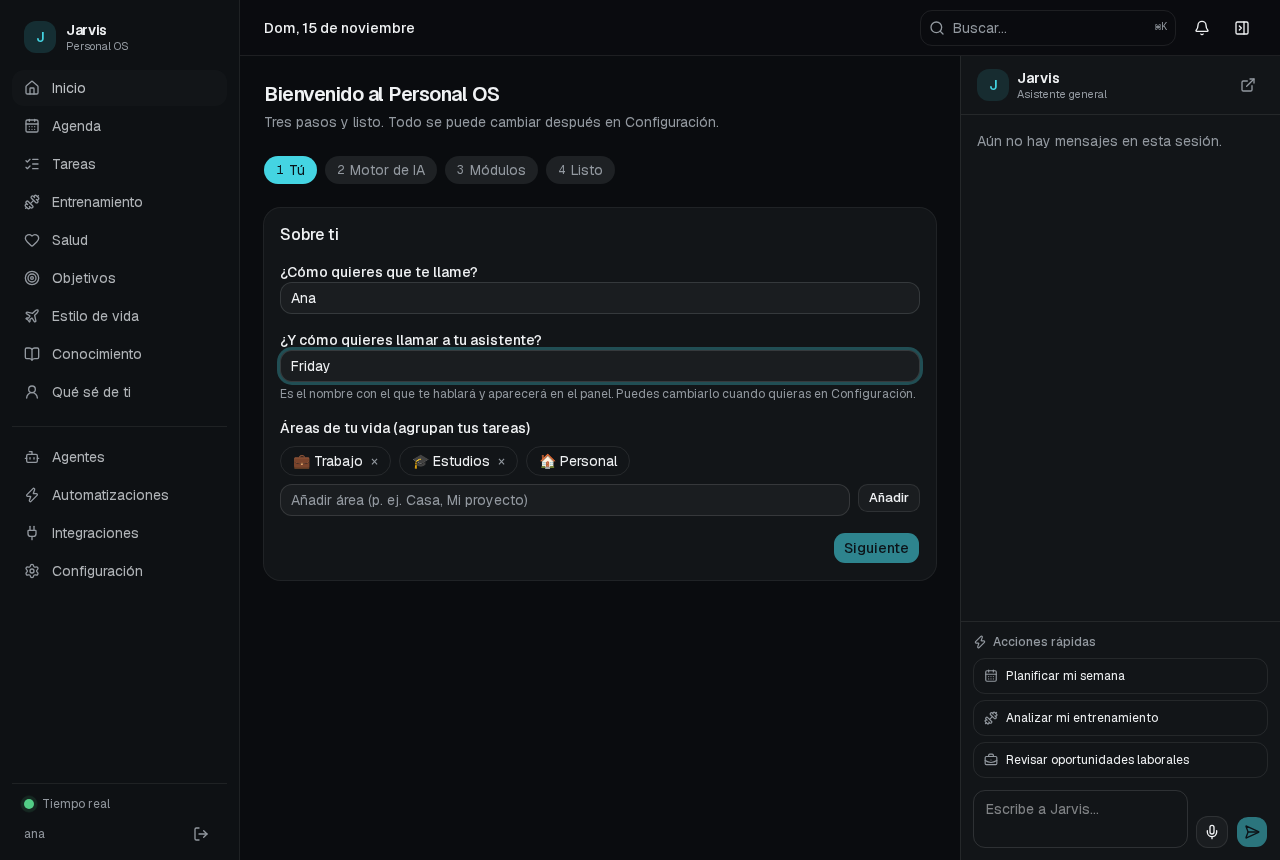 J
Jarvis
Personal OS
Inicio
Agenda
Tareas
Entrenamiento
Salud
Objetivos
Estilo de vida
Conocimiento
Qué sé de ti
Agentes
Automatizaciones
Integraciones
Configuración
Tiempo real
ana
Dom, 15 de noviembre
Buscar...
⌘K
Bienvenido al Personal OS
Tres pasos y listo. Todo se puede cambiar después en Configuración.
1 Tú
2 Motor de IA
3 Módulos
4 Listo
Sobre ti
¿Cómo quieres que te llame?
Ana
¿Y cómo quieres llamar a tu asistente?
Friday
Es el nombre con el que te hablará y aparecerá en el panel. Puedes cambiarlo cuando quieras en Configuración.
Áreas de tu vida (agrupan tus tareas)
💼 Trabajo ×
🎓 Estudios ×
🏠 Personal
Añadir área (p. ej. Casa, Mi proyecto)
Añadir
Siguiente
J
Jarvis
Asistente general
Aún no hay mensajes en esta sesión.
Acciones rápidas
Planificar mi semana
Analizar mi entrenamiento
Revisar oportunidades laborales
Escribe a Jarvis...